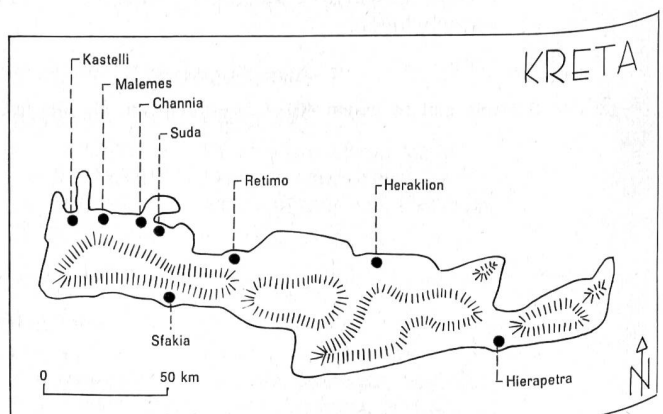 KRETA
Kastelli
Malemes
Channia
Suda
Retimo
Heraklion
Sfakia
Hierapetra
0 50 km
N